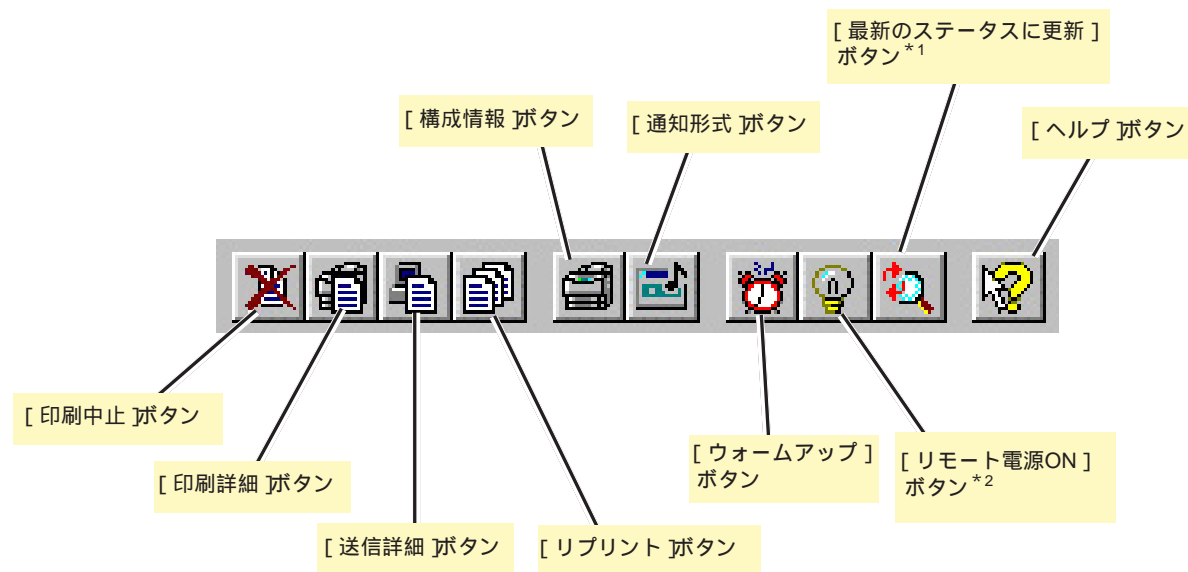 [ 最新のステータスに更新 ]
ボタン*1
[ 構成情報 ]ボタン
[ 通知形式 ]ボタン
[ ヘルプ ]ボタン
[ 印刷中止 ]ボタン
[ 印刷詳細 ]ボタン
[ 送信詳細 ]ボタン
[ リプリント ]ボタン
[ ウォームアップ ]
ボタン
[ リモート電源ON ]
ボタン*2